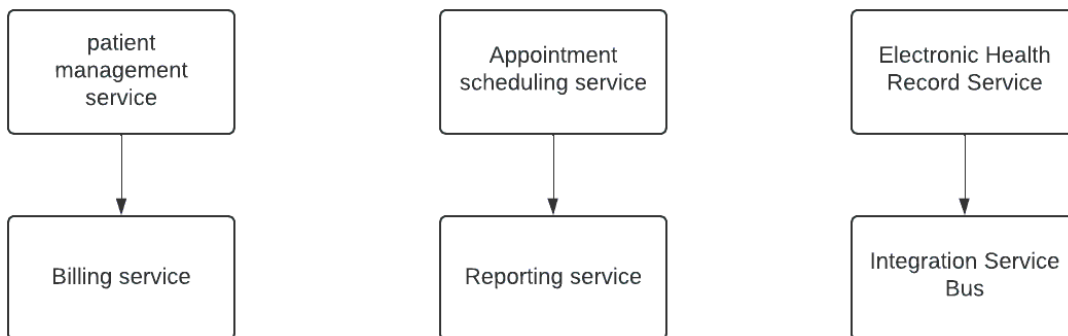 patient
management
service
Appointment
scheduling service
Electronic Health
Record Service
Billing service
Reporting service
Integration Service
Bus